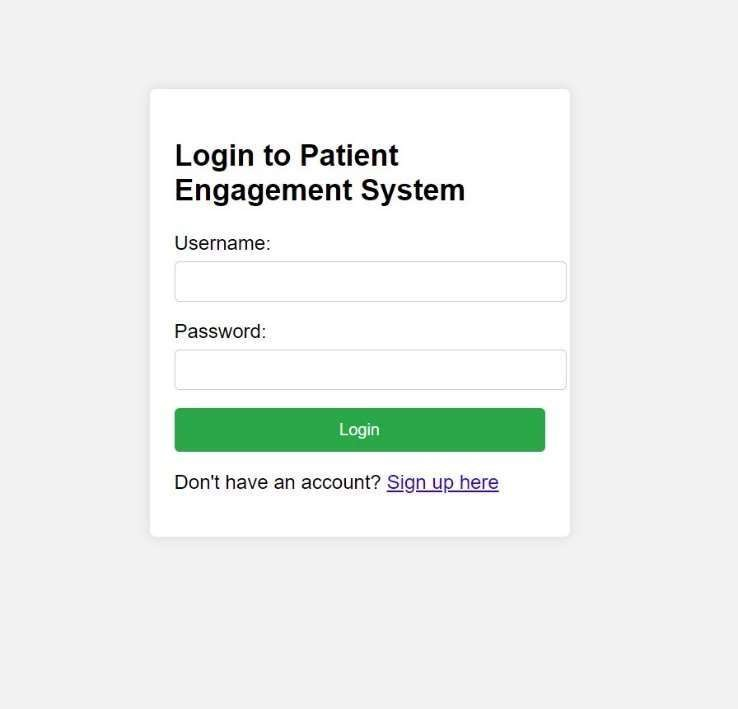 Login to Patient
Engagement System
Username:
Password:
Login
Don't have an account? Sign up here